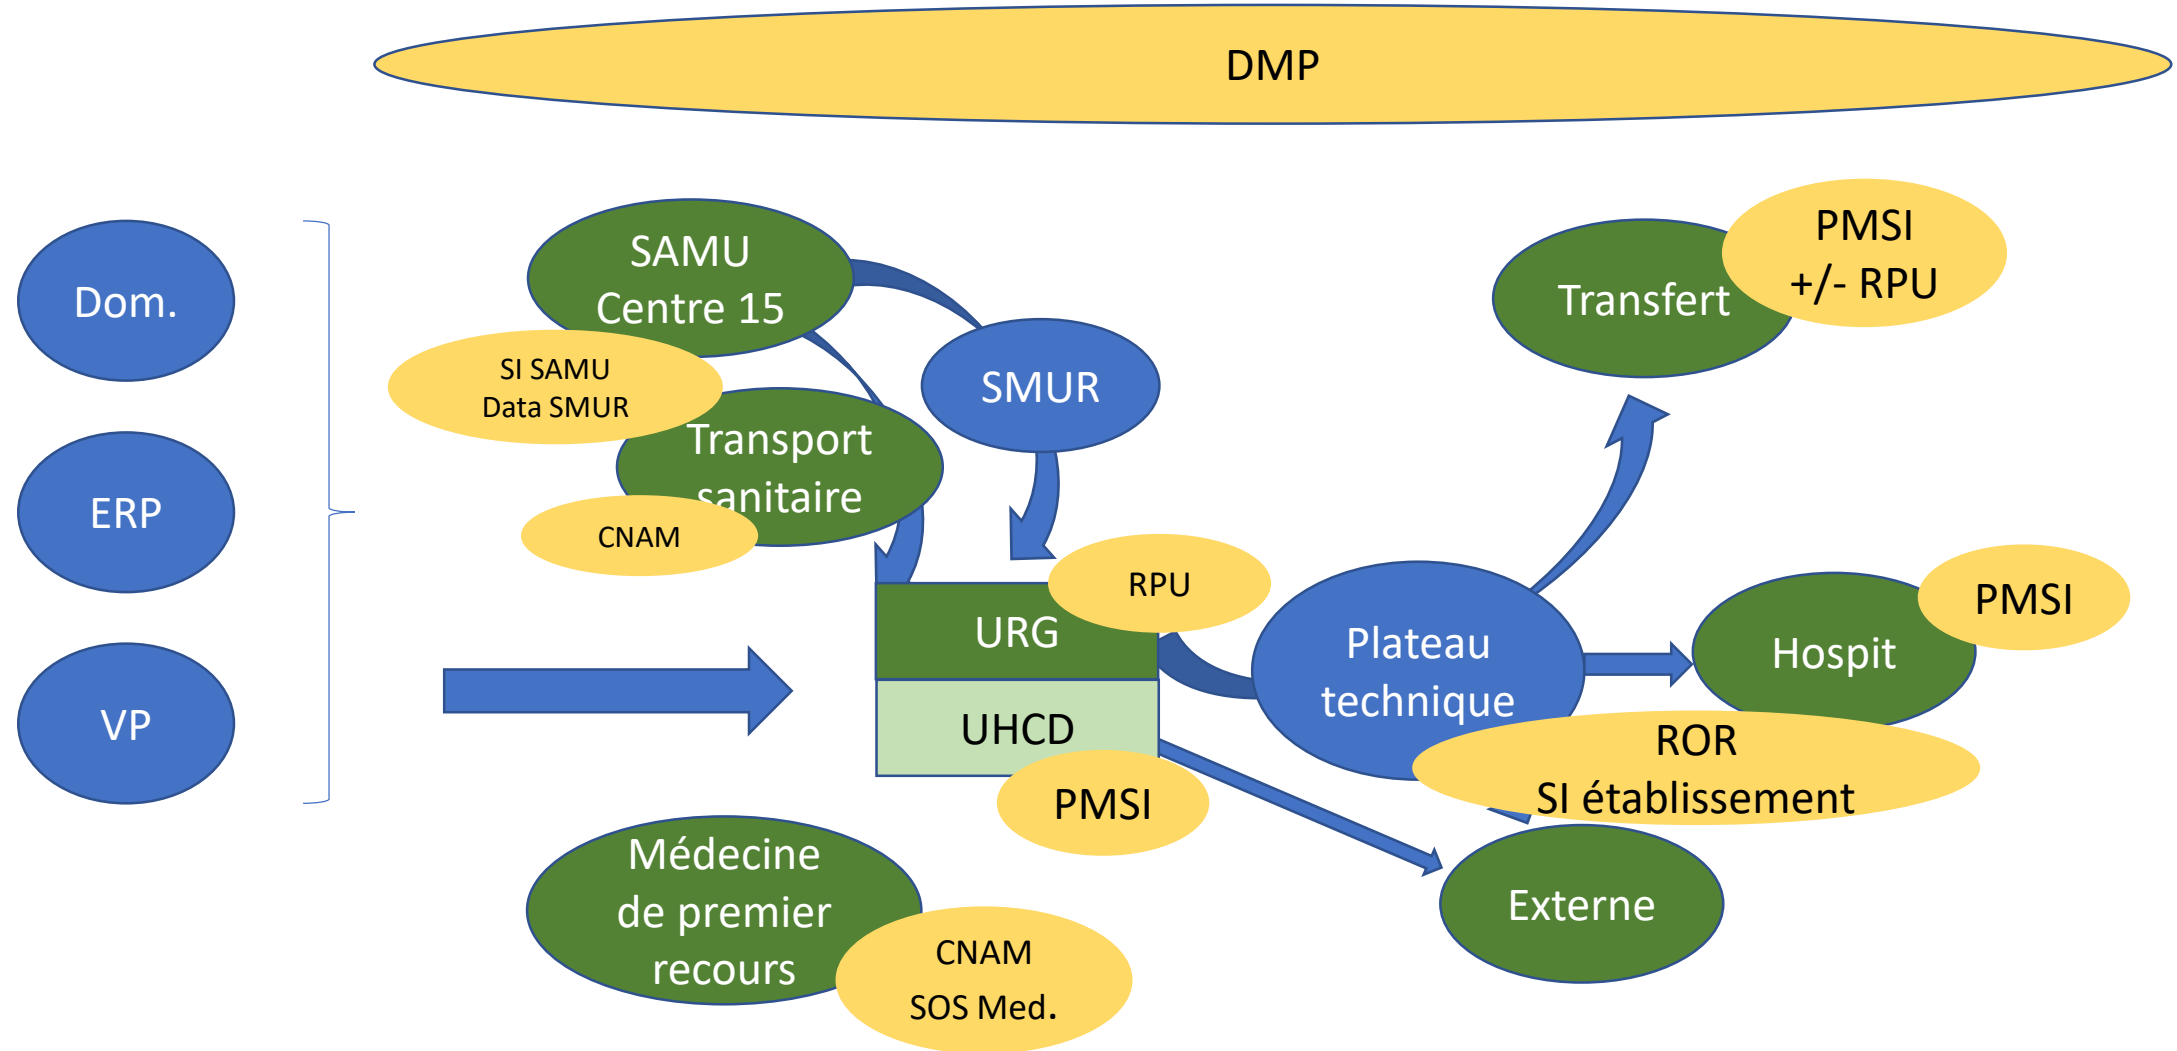 DMP
Dom.
ERP
VP
SAMU
Centre 15
SI SAMU
Data SMUR
Transport
sanitaire
CNAM
SMUR
URG
RPU
UHCD
PMSI
Médecine
de premier
recours
CNAM
SOS Med.
Plateau
technique
ROR
SI établissement
Transfert
PMSI
+/- RPU
Hospit
PMSI
Externe